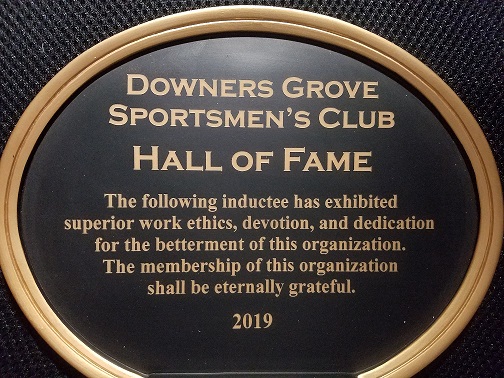 DOWNERS GROVE
SPORTSMEN'S CLUB
HALL OF FAME
The following inductee has exhibited
superior work ethics, devotion, and dedication
for the betterment of this organization.
The membership of this organization
shall be eternally grateful.
2019